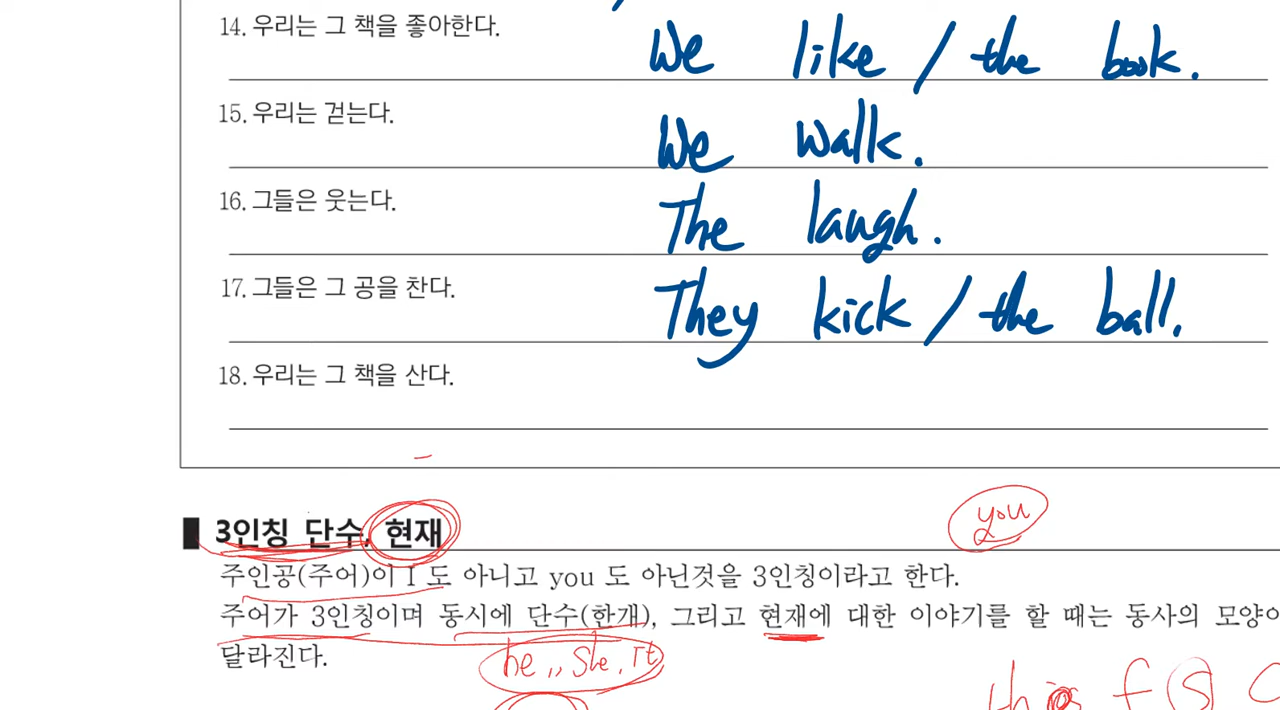 14. 우리는 그 책을 좋아한다.
We like / the book.
15. 우리는 걷는다.
We walk.
16. 그들은 웃는다.
The laugh.
17. 그들은 그 공을 찬다.
They kick / the ball.
18. 우리는 그 책을 산다.
3인칭 단수, 현재
you
주인공(주어)이 I 도 아니고 you 도 아닌것을 3인칭이라고 한다.
주어가 3인칭이며 동시에 단수(한개), 그리고 현재에 대한 이야기를 할 때는 동사의 모양이
달라진다.
he,, She, It